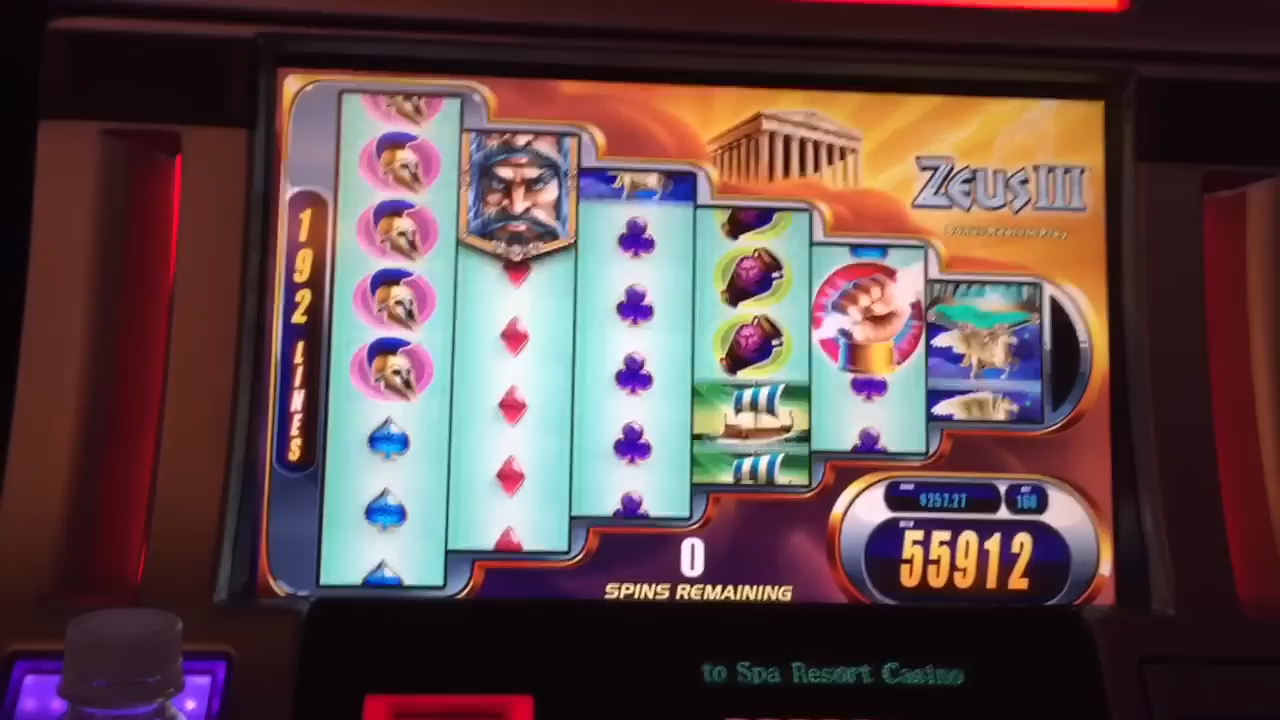 192 LINES
ZEUS III
$257.27
160
55912
0
SPINS REMAINING
to Spa Resort Casino